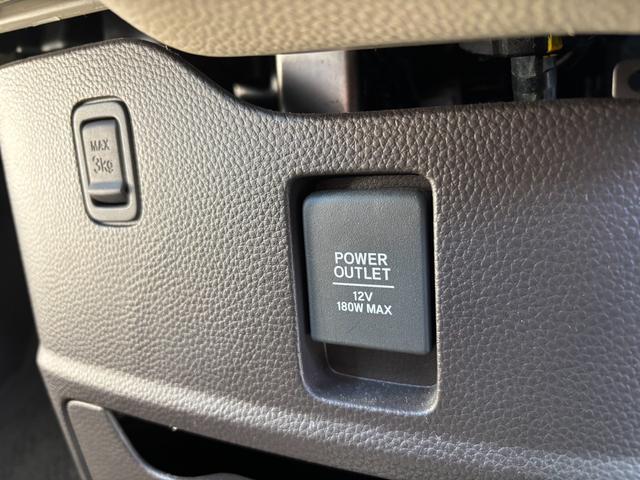 MAX
3kg
POWER
OUTLET
12V
180W MAX